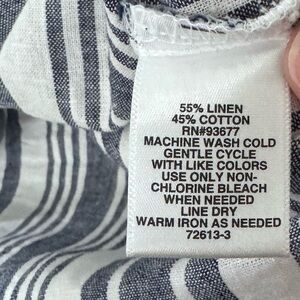 55% LINEN
45% COTTON
RN#93677
MACHINE WASH COLD
GENTLE CYCLE
WITH LIKE COLORS
USE ONLY NON-
CHLORINE BLEACH
WHEN NEEDED
LINE DRY
WARM IRON AS NEEDED
72613-3